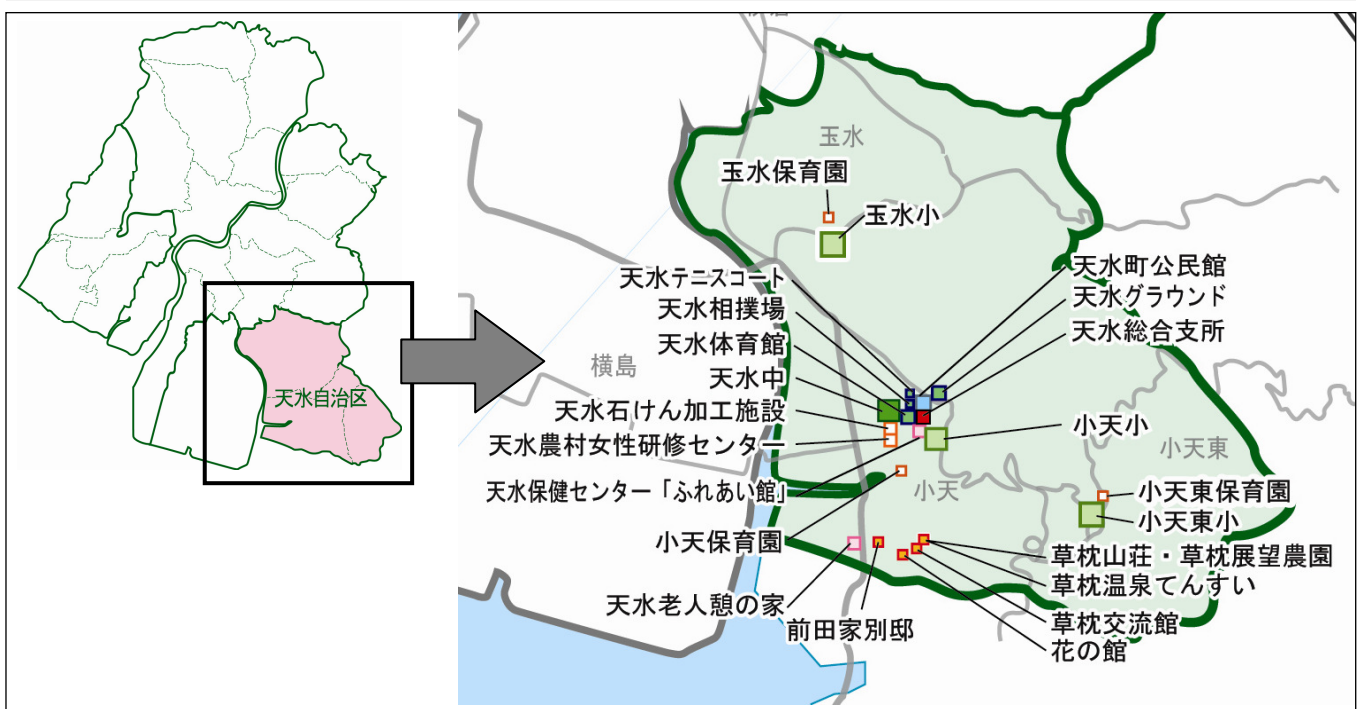 天水自治区
玉水
玉水保育園
玉水小
天水テニスコート
天水町公民館
天水相撲場
天水グラウンド
天水体育館
天水総合支所
横島
天水中
天水石けん加工施設
小天小
天水農村女性研修センター
小天東
天水保健センター「ふれあい館」
小天
小天東保育園
小天東小
小天保育園
草枕山荘・草枕展望農園
草枕温泉てんすい
天水老人憩の家
前田家別邸
草枕交流館
花の館